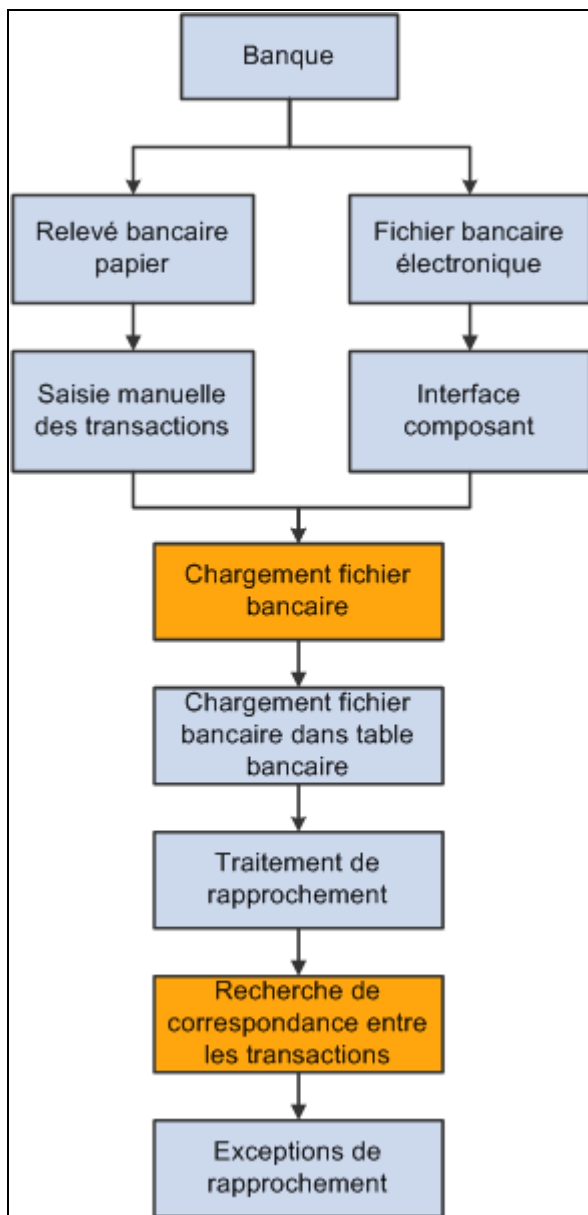 Banque
Relevé bancaire
papier
Fichier bancaire
électronique
Saisie manuelle
des transactions
Interface
composant
Chargement fichier
bancaire
Chargement fichier
bancaire dans table
bancaire
Traitement de
rapprochement
Recherche de
correspondance entre
les transactions
Exceptions de
rapprochement